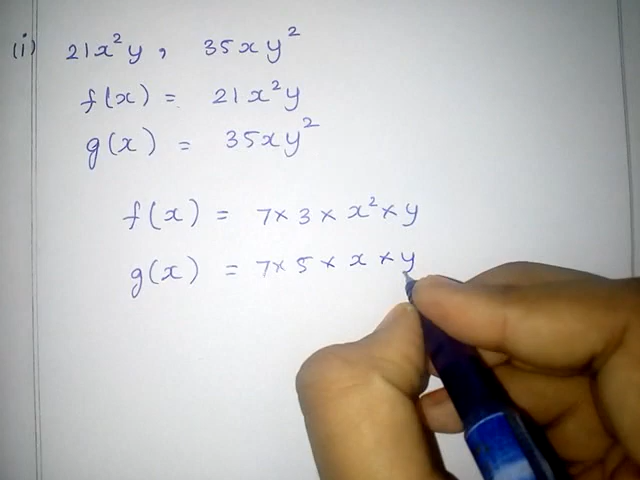 (i) 21x²y , 35xy²
f(x) = 21x²y
g(x) = 35xy²
f(x) = 7×3×x²×y
g(x) = 7×5×x×y